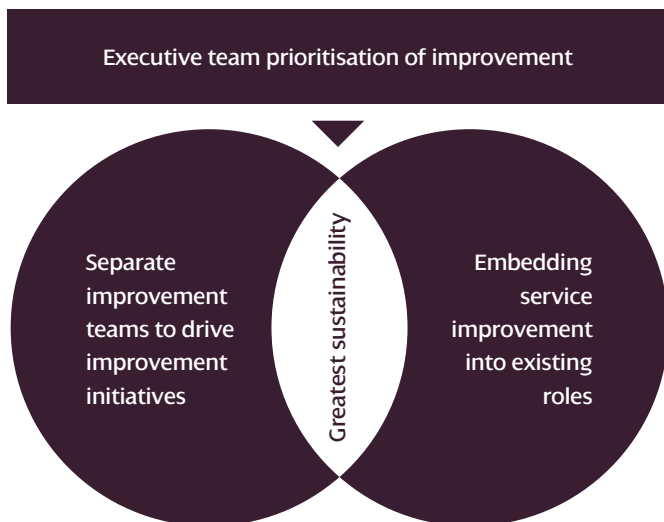 Executive team prioritisation of improvement
Separate
improvement
teams to drive
improvement
initiatives
Greatest sustainability
Embedding
service
improvement
into existing
roles